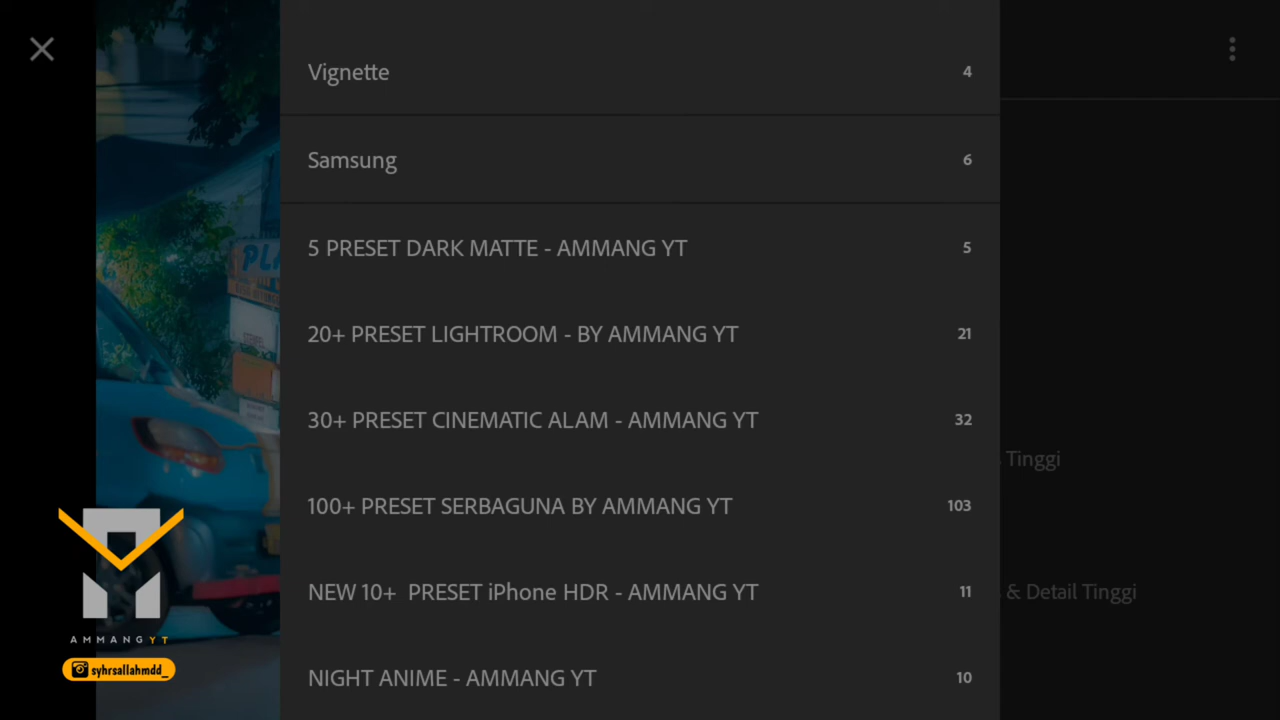 Vignette 4
Samsung 6
5 PRESET DARK MATTE - AMMANG YT 5
20+ PRESET LIGHTROOM - BY AMMANG YT 21
30+ PRESET CINEMATIC ALAM - AMMANG YT 32
Tinggi
100+ PRESET SERBAGUNA BY AMMANG YT 103
NEW 10+ PRESET iPhone HDR - AMMANG YT 11
& Detail Tinggi
NIGHT ANIME - AMMANG YT 10
AMMANGYT
syhrsallahmdd_